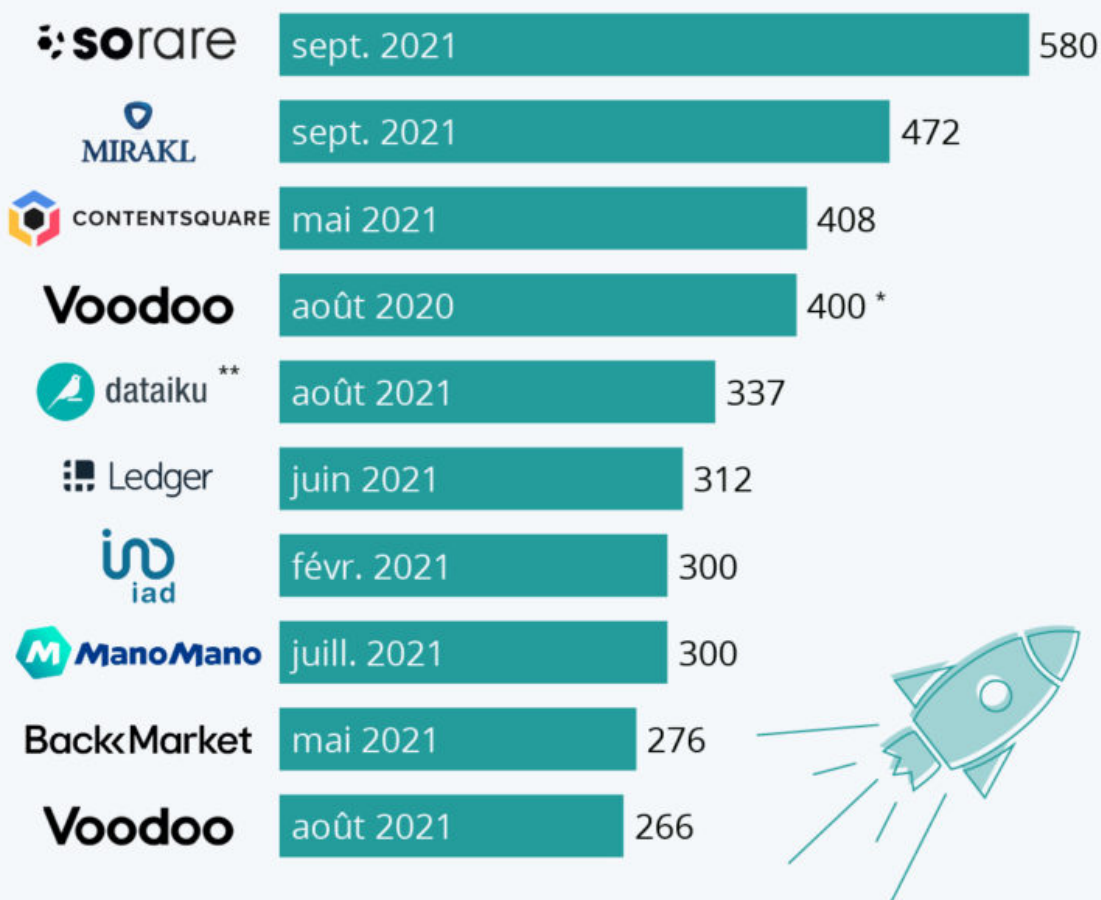 sorare sept. 2021 580
MIRAKL sept. 2021 472
CONTENTSQUARE mai 2021 408
Voodoo août 2020 400 *
dataiku ** août 2021 337
Ledger juin 2021 312
iad févr. 2021 300
M ManoMano juill. 2021 300
Back Market mai 2021 276
Voodoo août 2021 266